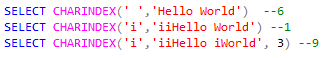 SELECT CHARINDEX(' ','Hello World')  --6
SELECT CHARINDEX('i','iiHello World') --1
SELECT CHARINDEX('i','iiHello iWorld', 3) --9